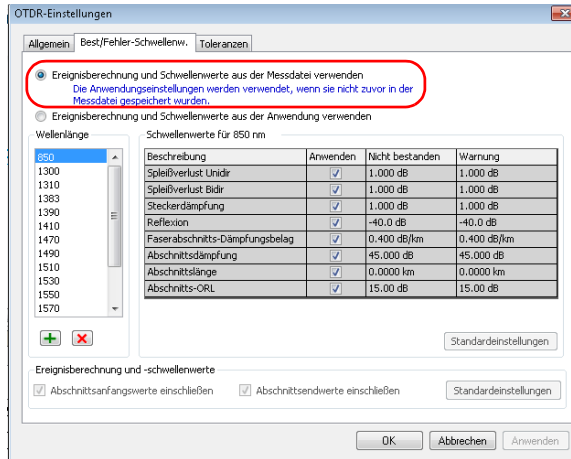 OTDR-Einstellungen
Allgemein Best/Fehler-Schwellenw. Toleranzen
Ereignisberechnung und Schwellenwerte aus der Messdatei verwenden
Die Anwendungseinstellungen werden verwendet, wenn sie nicht zuvor in der
Messdatei gespeichert wurden.
Ereignisberechnung und Schwellenwerte aus der Anwendung verwenden
Wellenlänge
850
1300
1310
1383
1390
1410
1470
1490
1510
1530
1550
1570
Schwellenwerte für 850 nm
Beschreibung Anwenden Nicht bestanden Warnung
Spleißverlust Unidir 1.000 dB 1.000 dB
Spleißverlust Bidir 1.000 dB 1.000 dB
Steckerdämpfung 1.000 dB 1.000 dB
Reflexion -40.0 dB -40.0 dB
Faserabschnitts-Dämpfungsbelag 0.400 dB/km 0.400 dB/km
Abschnittsdämpfung 45.000 dB 45.000 dB
Abschnittslänge 0.0000 km 0.0000 km
Abschnitts-ORL 15.00 dB 15.00 dB
Standardeinstellungen
Ereignisberechnung und -schwellenwerte
Abschnittsanfangswerte einschließen Abschnittsendwerte einschließen Standardeinstellungen
OK Abbrechen Anwenden